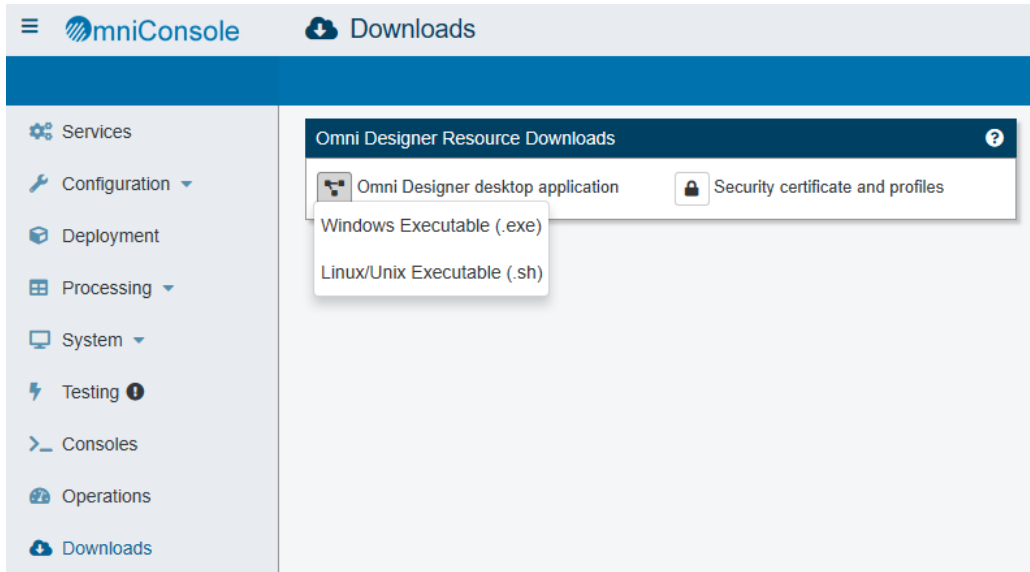 OmniConsole
Downloads
Services
Configuration
Deployment
Processing
System
Testing
Consoles
Operations
Downloads
Omni Designer Resource Downloads
Omni Designer desktop application
Security certificate and profiles
Windows Executable (.exe)
Linux/Unix Executable (.sh)